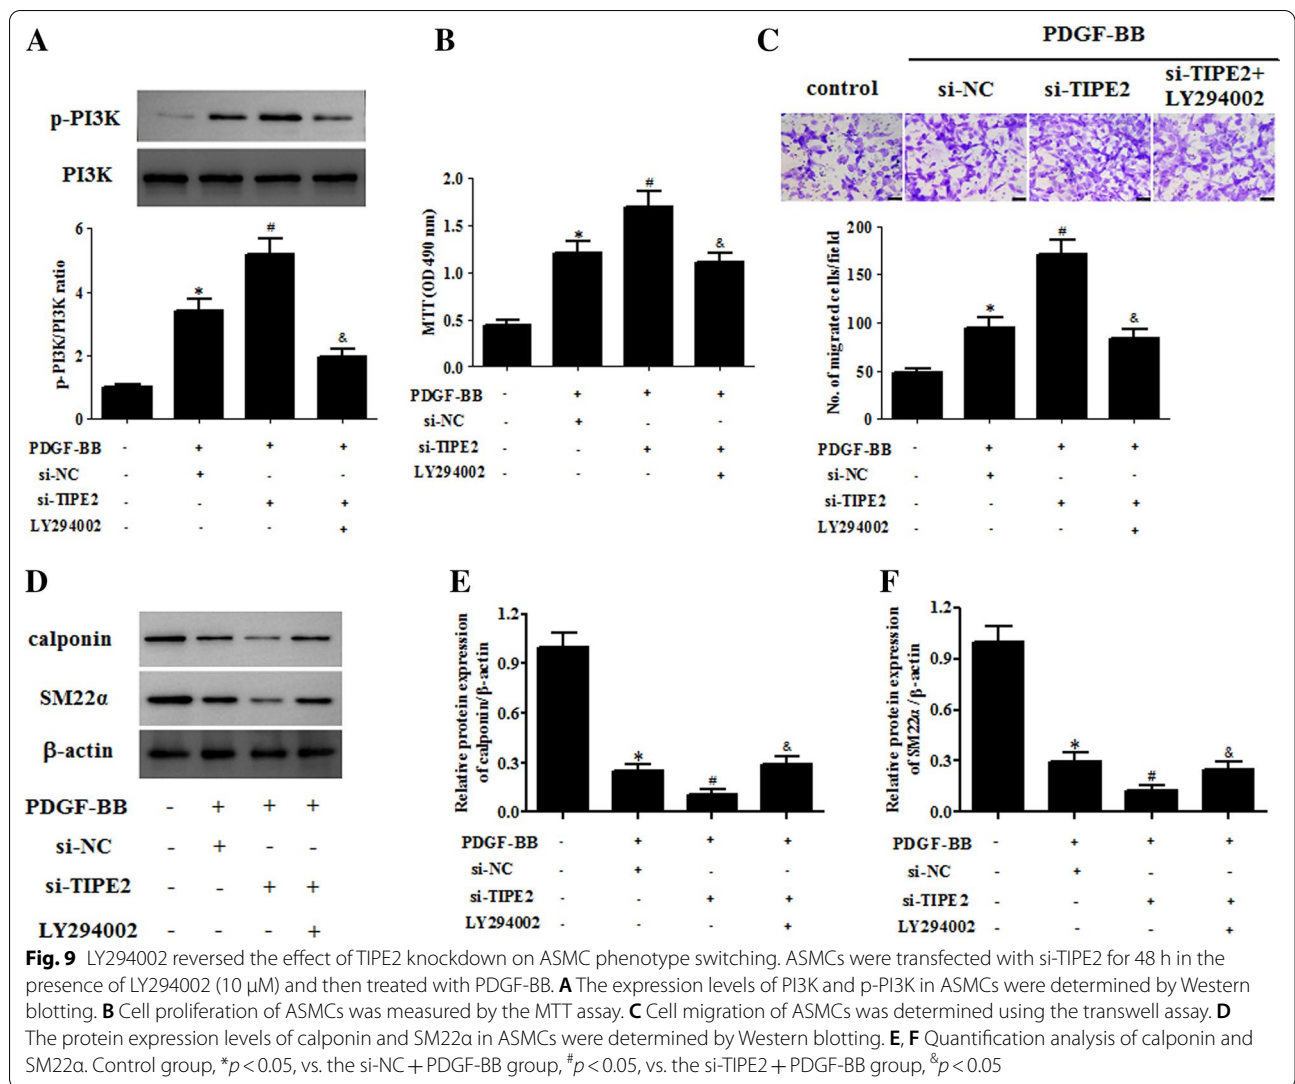 A
p-PI3K
PI3K
p-PI3K/PI3K ratio
6
4
2
0
*
#
&
PDGF-BB - + + +
si-NC - + - -
si-TIPE2 - - + +
LY294002 - - - +
B
MTT (OD 490 nm)
2.0
1.5
1.0
0.5
0.0
*
#
&
PDGF-BB - + + +
si-NC - + - -
si-TIPE2 - - + +
LY294002 - - - +
C
PDGF-BB
control si-NC si-TIPE2 si-TIPE2+
LY294002
No. of migrated cells/field
200
150
100
50
0
*
#
&
PDGF-BB - + + +
si-NC - + - -
si-TIPE2 - - + +
LY294002 - - - +
D
calponin
SM22α
β-actin
PDGF-BB - + + +
si-NC - + - -
si-TIPE2 - - + +
LY294002 - - - +
E
Relative protein expression
of calponin/β-actin
1.2
0.9
0.6
0.3
0.0
*
#
&
PDGF-BB - + + +
si-NC - + - -
si-TIPE2 - - + +
LY294002 - - - +
F
Relative protein expression
of SM22α/β-actin
1.2
0.9
0.6
0.3
0.0
*
#
&
PDGF-BB - + + +
si-NC - + - -
si-TIPE2 - - + +
LY294002 - - - +
Fig. 9 LY294002 reversed the effect of TIPE2 knockdown on ASMC phenotype switching. ASMCs were transfected with si-TIPE2 for 48 h in the
presence of LY294002 (10 μM) and then treated with PDGF-BB. A The expression levels of PI3K and p-PI3K in ASMCs were determined by Western
blotting. B Cell proliferation of ASMCs was measured by the MTT assay. C Cell migration of ASMCs was determined using the transwell assay. D
The protein expression levels of calponin and SM22α in ASMCs were determined by Western blotting. E, F Quantification analysis of calponin and
SM22α. Control group, *p < 0.05, vs. the si-NC + PDGF-BB group, #p < 0.05, vs. the si-TIPE2 + PDGF-BB group, &p < 0.05